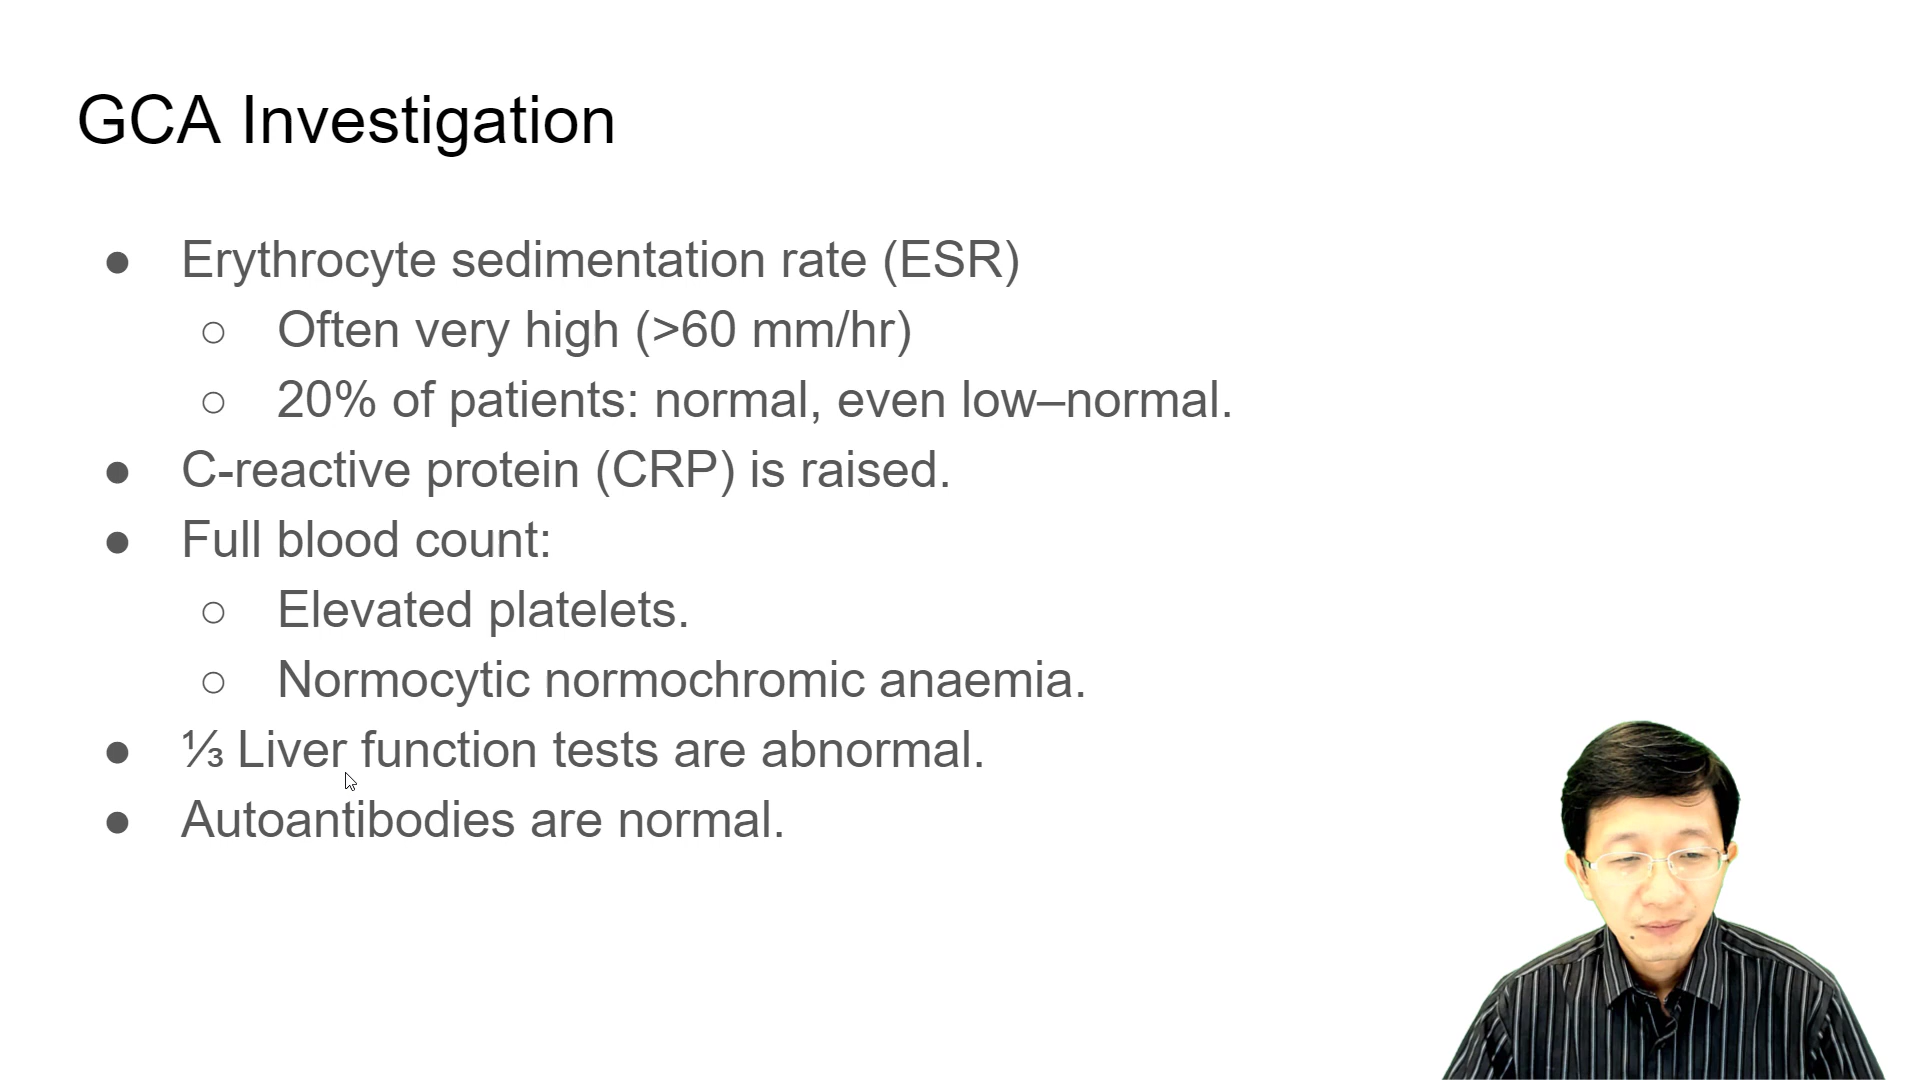 GCA Investigation
● Erythrocyte sedimentation rate (ESR)
○ Often very high (>60 mm/hr)
○ 20% of patients: normal, even low–normal.
● C-reactive protein (CRP) is raised.
● Full blood count:
○ Elevated platelets.
○ Normocytic normochromic anaemia.
● ⅓ Liver function tests are abnormal.
● Autoantibodies are normal.